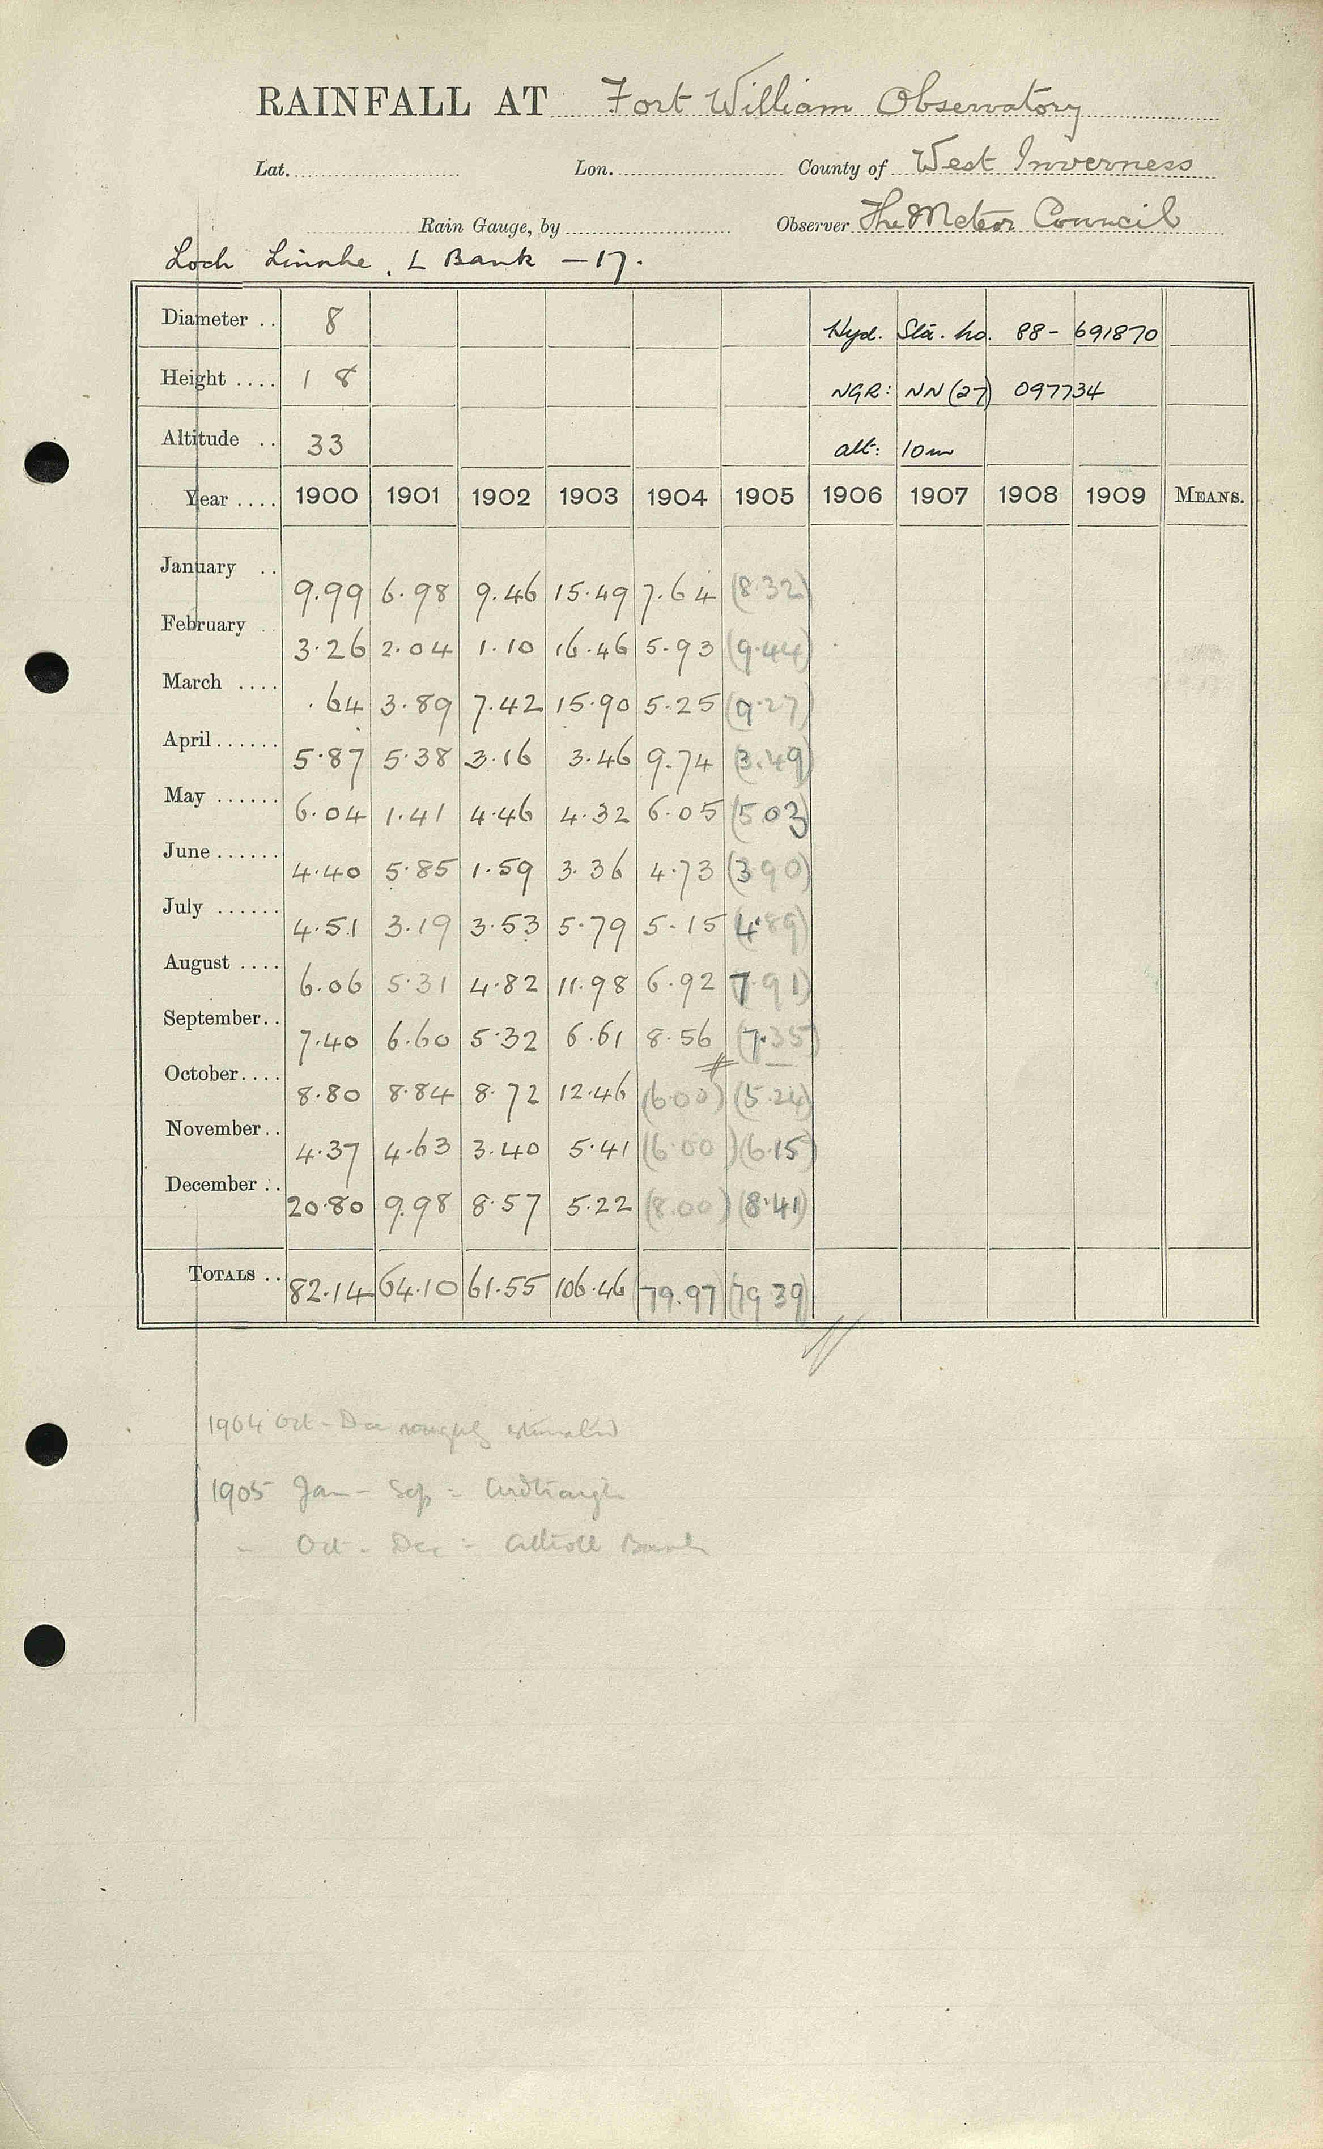 RAINFALL AT Fort William Observatory
Lat. Lon. County of West Inverness
Rain Gauge, by Observer The Meteor Council
Loch Linnhe, L Bank - 17.
Diameter .. 8 Hyd. Sta. no. 88-691870
Height .... 1 8 NGR: NN (27) 097734
Altitude .. 33 alt: 10m
Year .... 1900 1901 1902 1903 1904 1905 1906 1907 1908 1909 MEANS.
January .. 9.99 6.98 9.46 15.49 7.64 (8.32)
February . 3.26 2.04 1.10 16.46 5.93 (9.44)
March .... .64 3.89 7.42 15.90 5.25 (9.27)
April ...... 5.87 5.38 3.16 3.46 9.74 (3.49)
May ...... 6.04 1.41 4.46 4.32 6.05 (5 03)
June ...... 4.40 5.85 1.59 3.36 4.73 (3 90)
July ...... 4.51 3.19 3.53 5.79 5.15 (4.89)
August .... 6.06 5.31 4.82 11.98 6.92 (7.91)
September.. 7.40 6.60 5.32 6.61 8.56 (7.35)
October.... 8.80 8.84 8.72 12.46 (6.00) (5.24)
November.. 4.37 4.63 3.40 5.41 (6.00) (6.15)
December .. 20.80 9.98 8.57 5.22 (8.00) (8.41)
TOTALS .. 82.14 64.10 61.55 106.46 (79.97) (79 39)
1904 Oct - Dec roughly estimated
1905 Jan - Sep = Ardtraigh
" Oct - Dec = Bank